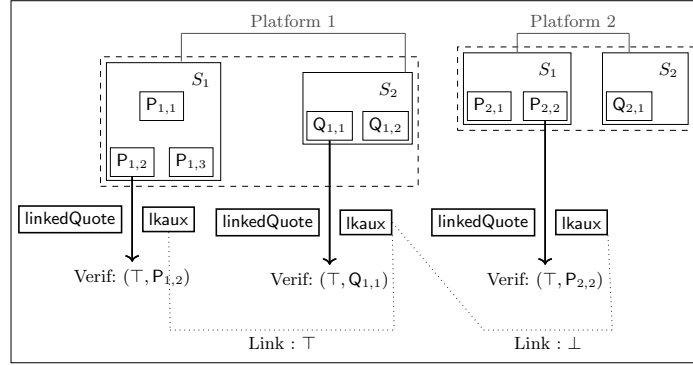 Platform 1
Platform 2
S₁
S₂
S₁
S₂
P₁,₁
Q₁,₁
Q₁,₂
P₂,₁
P₂,₂
Q₂,₁
P₁,₂
P₁,₃
linkedQuote
lkaux
linkedQuote
lkaux
linkedQuote
lkaux
Verif: (⊤, P₁,₂)
Verif: (⊤, Q₁,₁)
Verif: (⊤, P₂,₂)
Link : ⊤
Link : ⊥